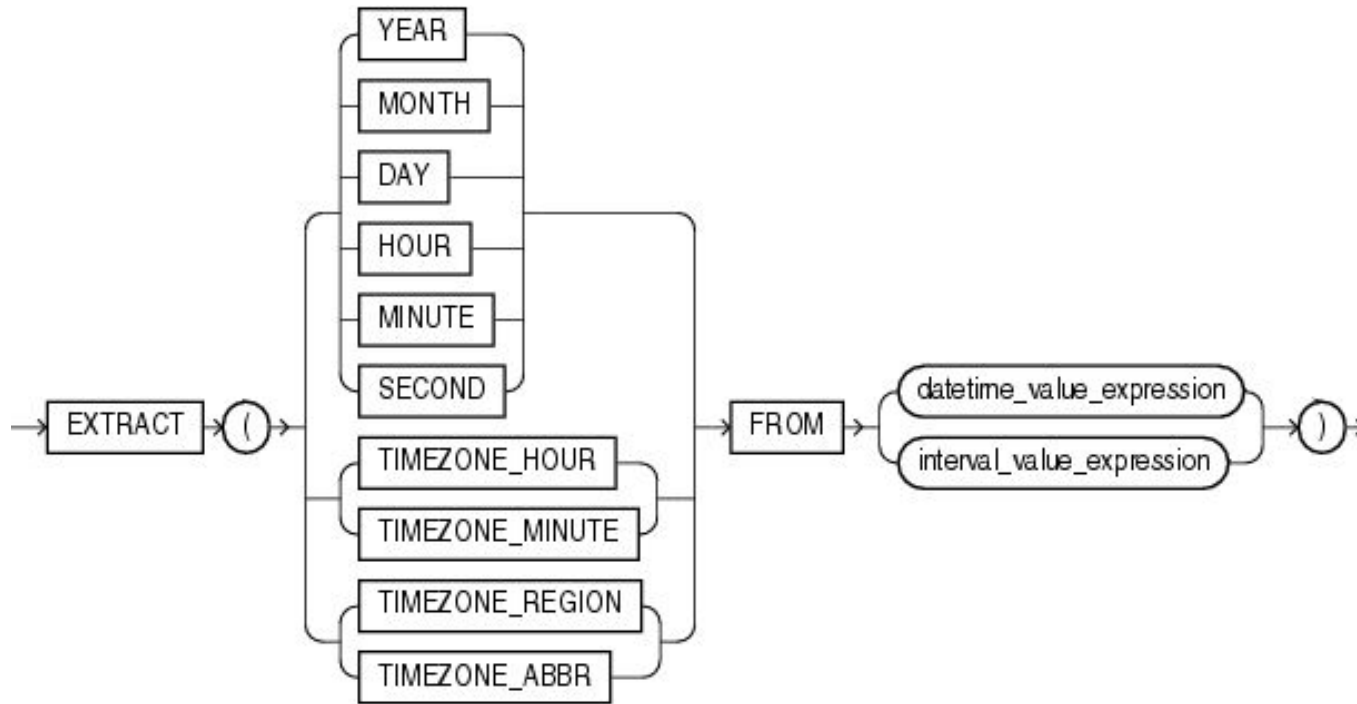 YEAR
MONTH
DAY
HOUR
MINUTE
SECOND
EXTRACT (
TIMEZONE_HOUR
TIMEZONE_MINUTE
TIMEZONE_REGION
TIMEZONE_ABBR
FROM
datetime_value_expression
interval_value_expression
)